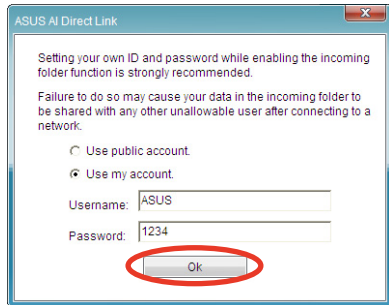 ASUS AI Direct Link
Setting your own ID and password while enabling the incoming
folder function is strongly recommended.
Failure to do so may cause your data in the incoming folder to
be shared with any other unallowable user after connecting to a
network.
Use public account.
Use my account.
Username: ASUS
Password: 1234
Ok